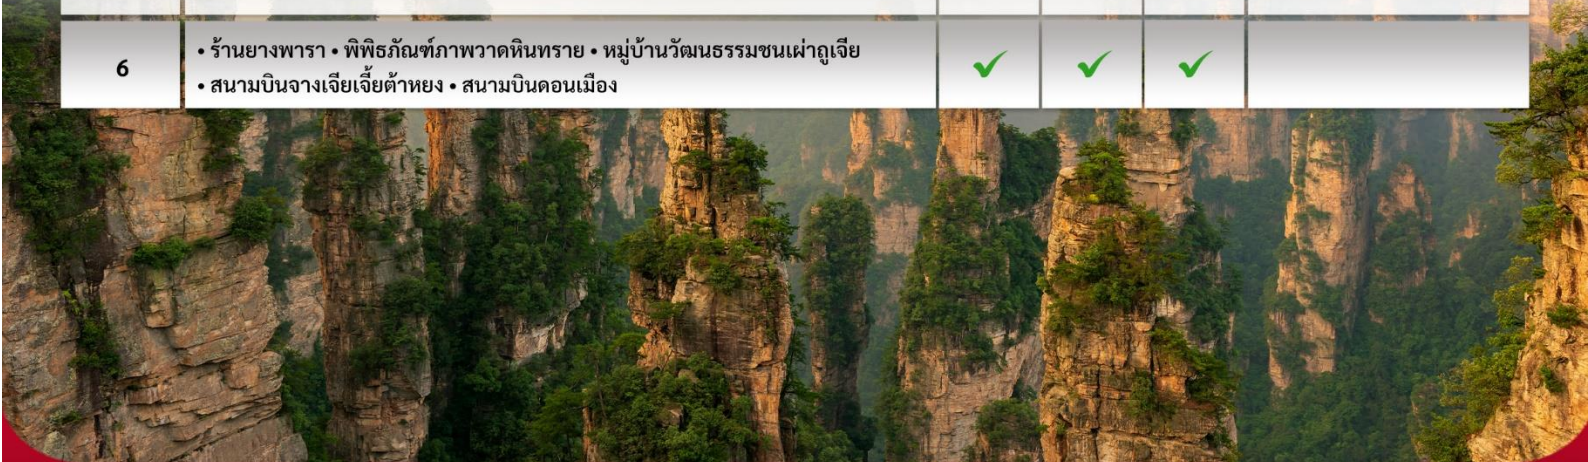 6
• ร้านยางพารา • พิพิธภัณฑ์ภาพวาดหินทราย • หมู่บ้านวัฒนธรรมชนเผ่าถูเจีย
• สนามบินจางเจียเจี้ยต้าหยง • สนามบินดอนเมือง